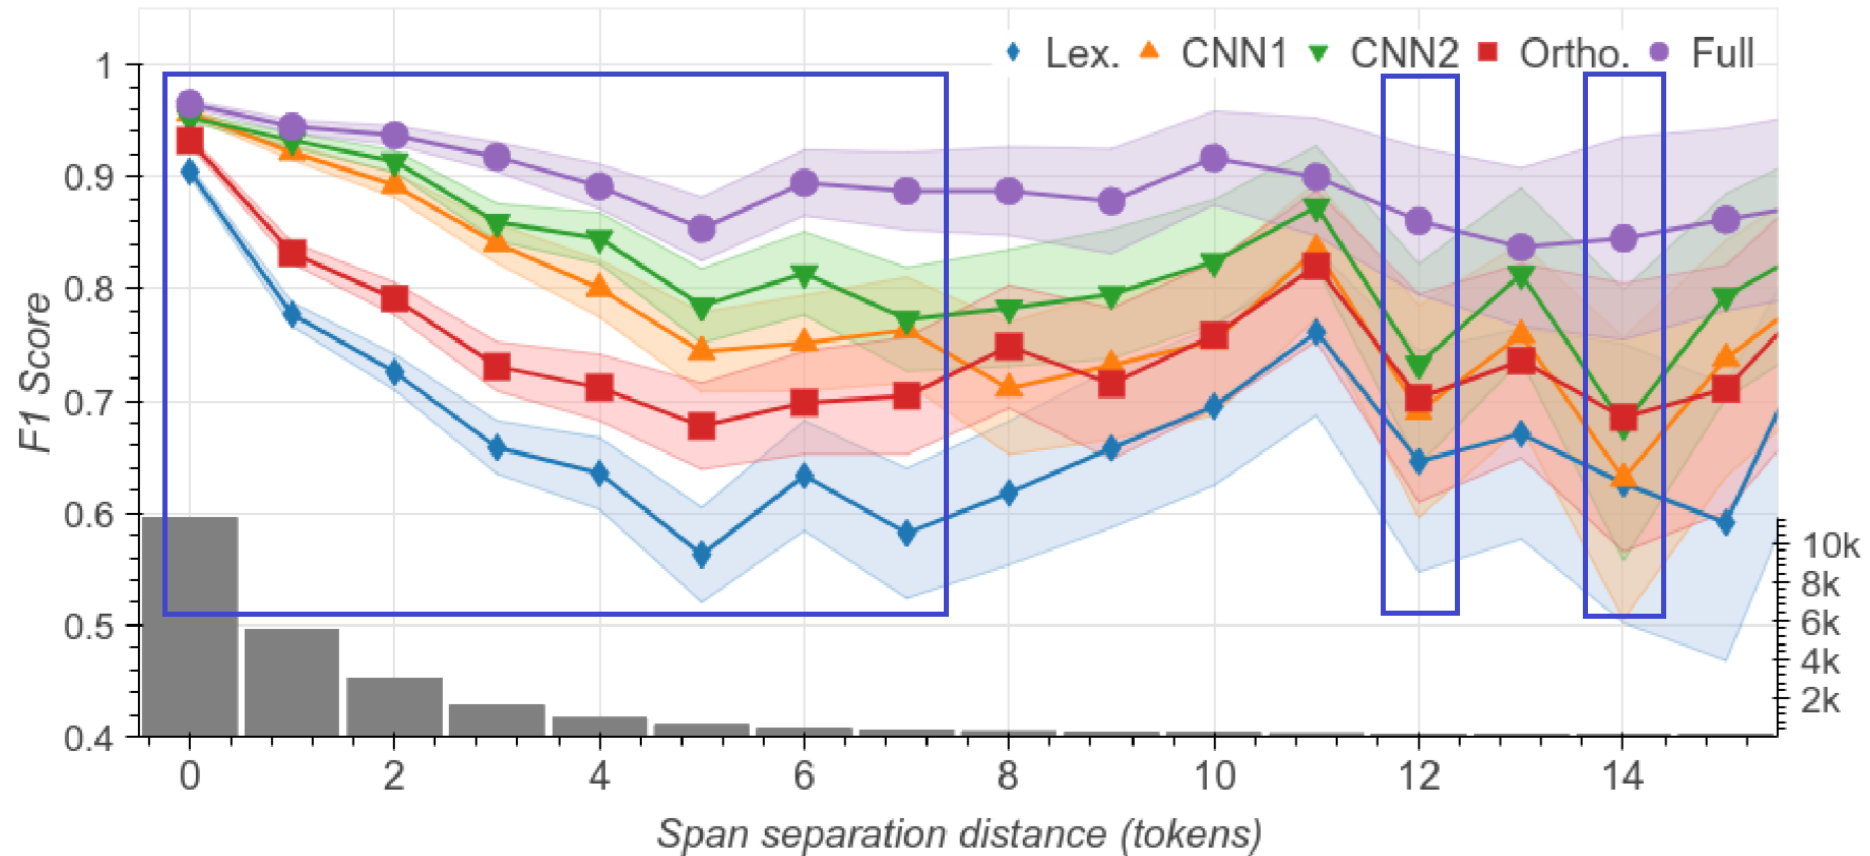 Lex. CNN1 CNN2 Ortho. Full
1
0.9
0.8
0.7
0.6
0.5
0.4
F1 Score
10k
8k
6k
4k
2k
0 2 4 6 8 10 12 14
Span separation distance (tokens)